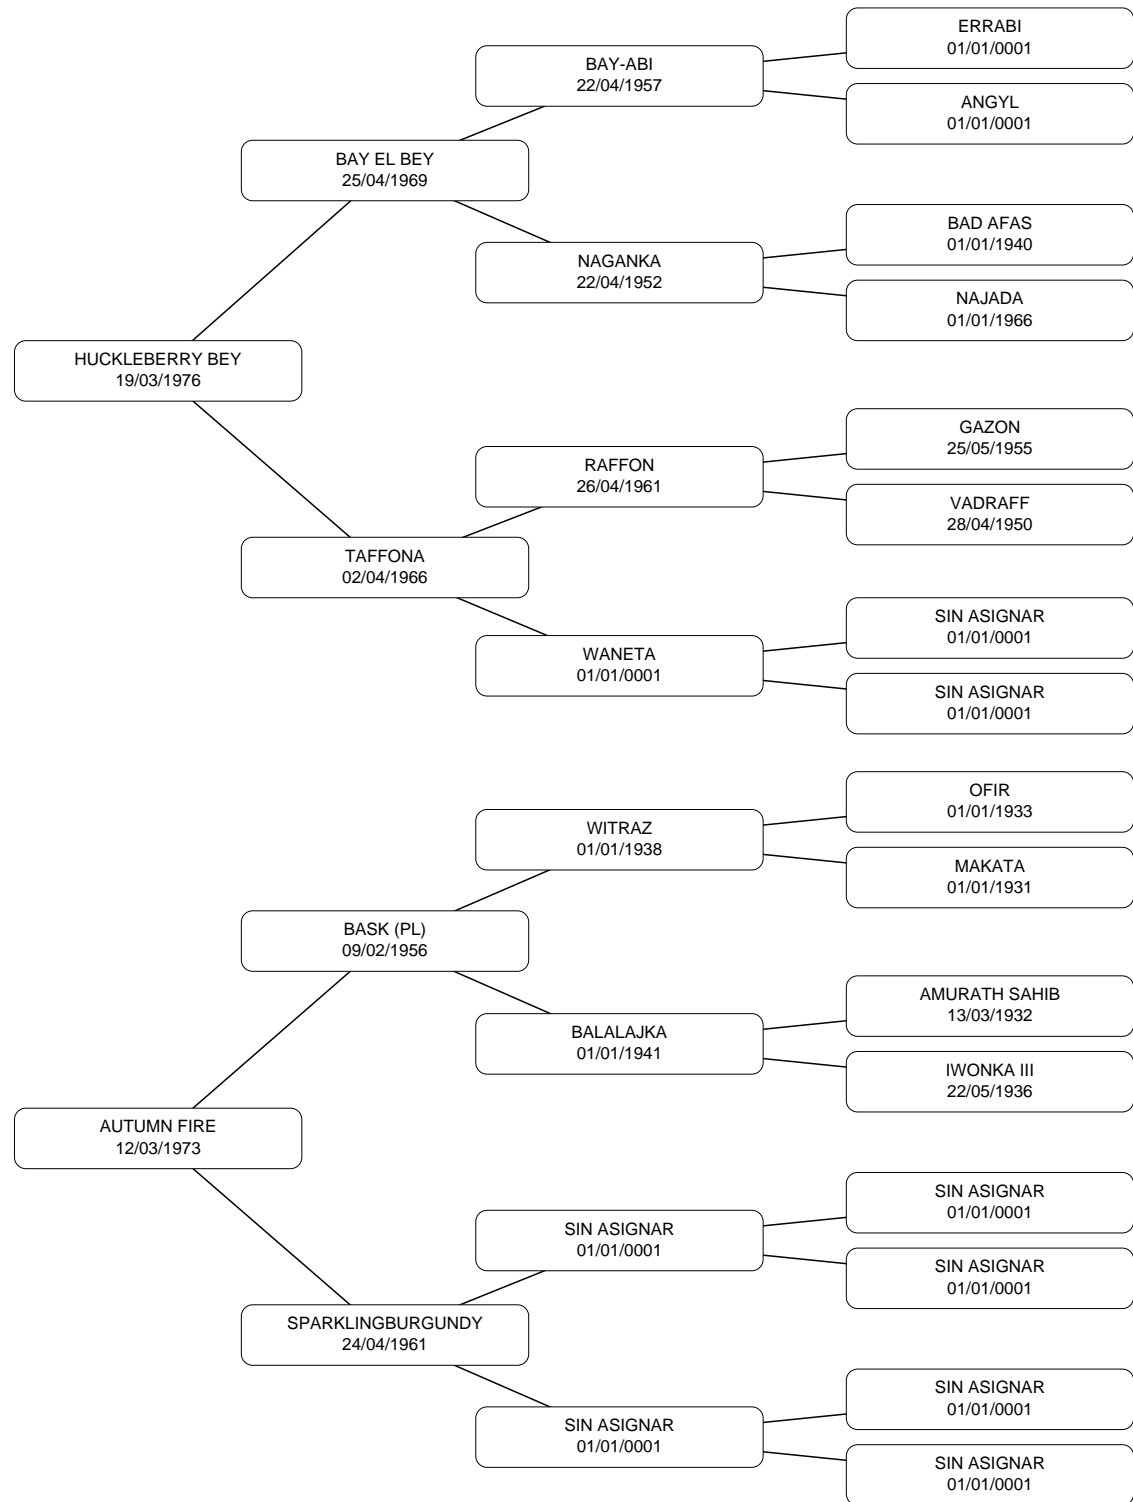 ERRABI
01/01/0001
BAY-ABI
22/04/1957
ANGYL
01/01/0001
BAY EL BEY
25/04/1969
BAD AFAS
01/01/1940
NAGANKA
22/04/1952
NAJADA
01/01/1966
HUCKLEBERRY BEY
19/03/1976
GAZON
25/05/1955
RAFFON
26/04/1961
VADRAFF
28/04/1950
TAFFONA
02/04/1966
SIN ASIGNAR
01/01/0001
WANETA
01/01/0001
SIN ASIGNAR
01/01/0001
OFIR
01/01/1933
WITRAZ
01/01/1938
MAKATA
01/01/1931
BASK (PL)
09/02/1956
AMURATH SAHIB
13/03/1932
BALALAJKA
01/01/1941
IWONKA III
22/05/1936
AUTUMN FIRE
12/03/1973
SIN ASIGNAR
01/01/0001
SIN ASIGNAR
01/01/0001
SIN ASIGNAR
01/01/0001
SPARKLINGBURGUNDY
24/04/1961
SIN ASIGNAR
01/01/0001
SIN ASIGNAR
01/01/0001
SIN ASIGNAR
01/01/0001